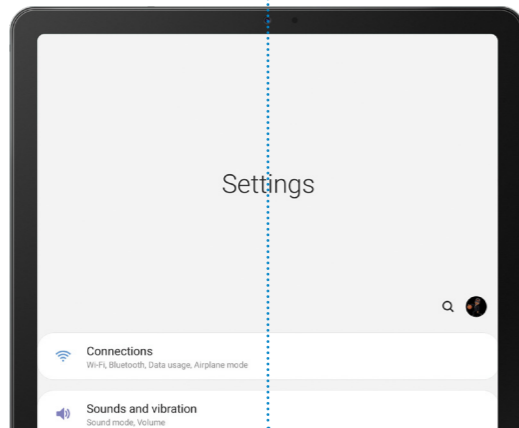 Settings
Connections
Wi-Fi, Bluetooth, Data usage, Airplane mode
Sounds and vibration
Sound mode, Volume